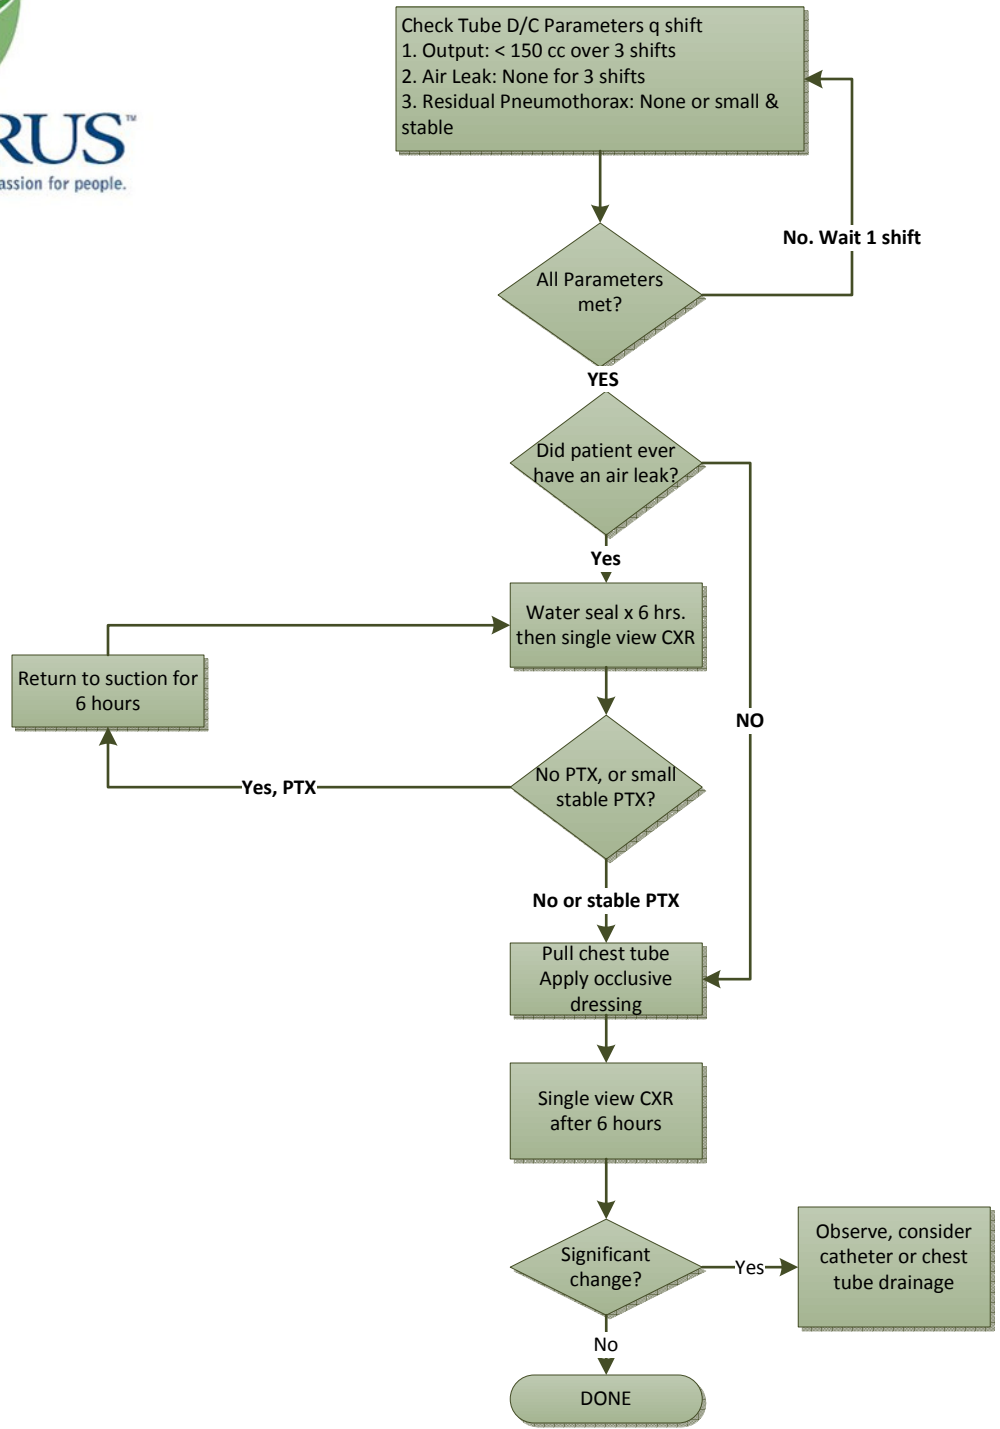 Check Tube D/C Parameters q shift
1. Output: < 150 cc over 3 shifts
2. Air Leak: None for 3 shifts
3. Residual Pneumothorax: None or small &
stable
RUS™
assion for people.
No. Wait 1 shift
All Parameters
met?
YES
Did patient ever
have an air leak?
Yes
Water seal x 6 hrs.
then single view CXR
Return to suction for
6 hours
NO
No PTX, or small
stable PTX?
Yes, PTX
No or stable PTX
Pull chest tube
Apply occlusive
dressing
Single view CXR
after 6 hours
Significant
change?
Yes
Observe, consider
catheter or chest
tube drainage
No
DONE